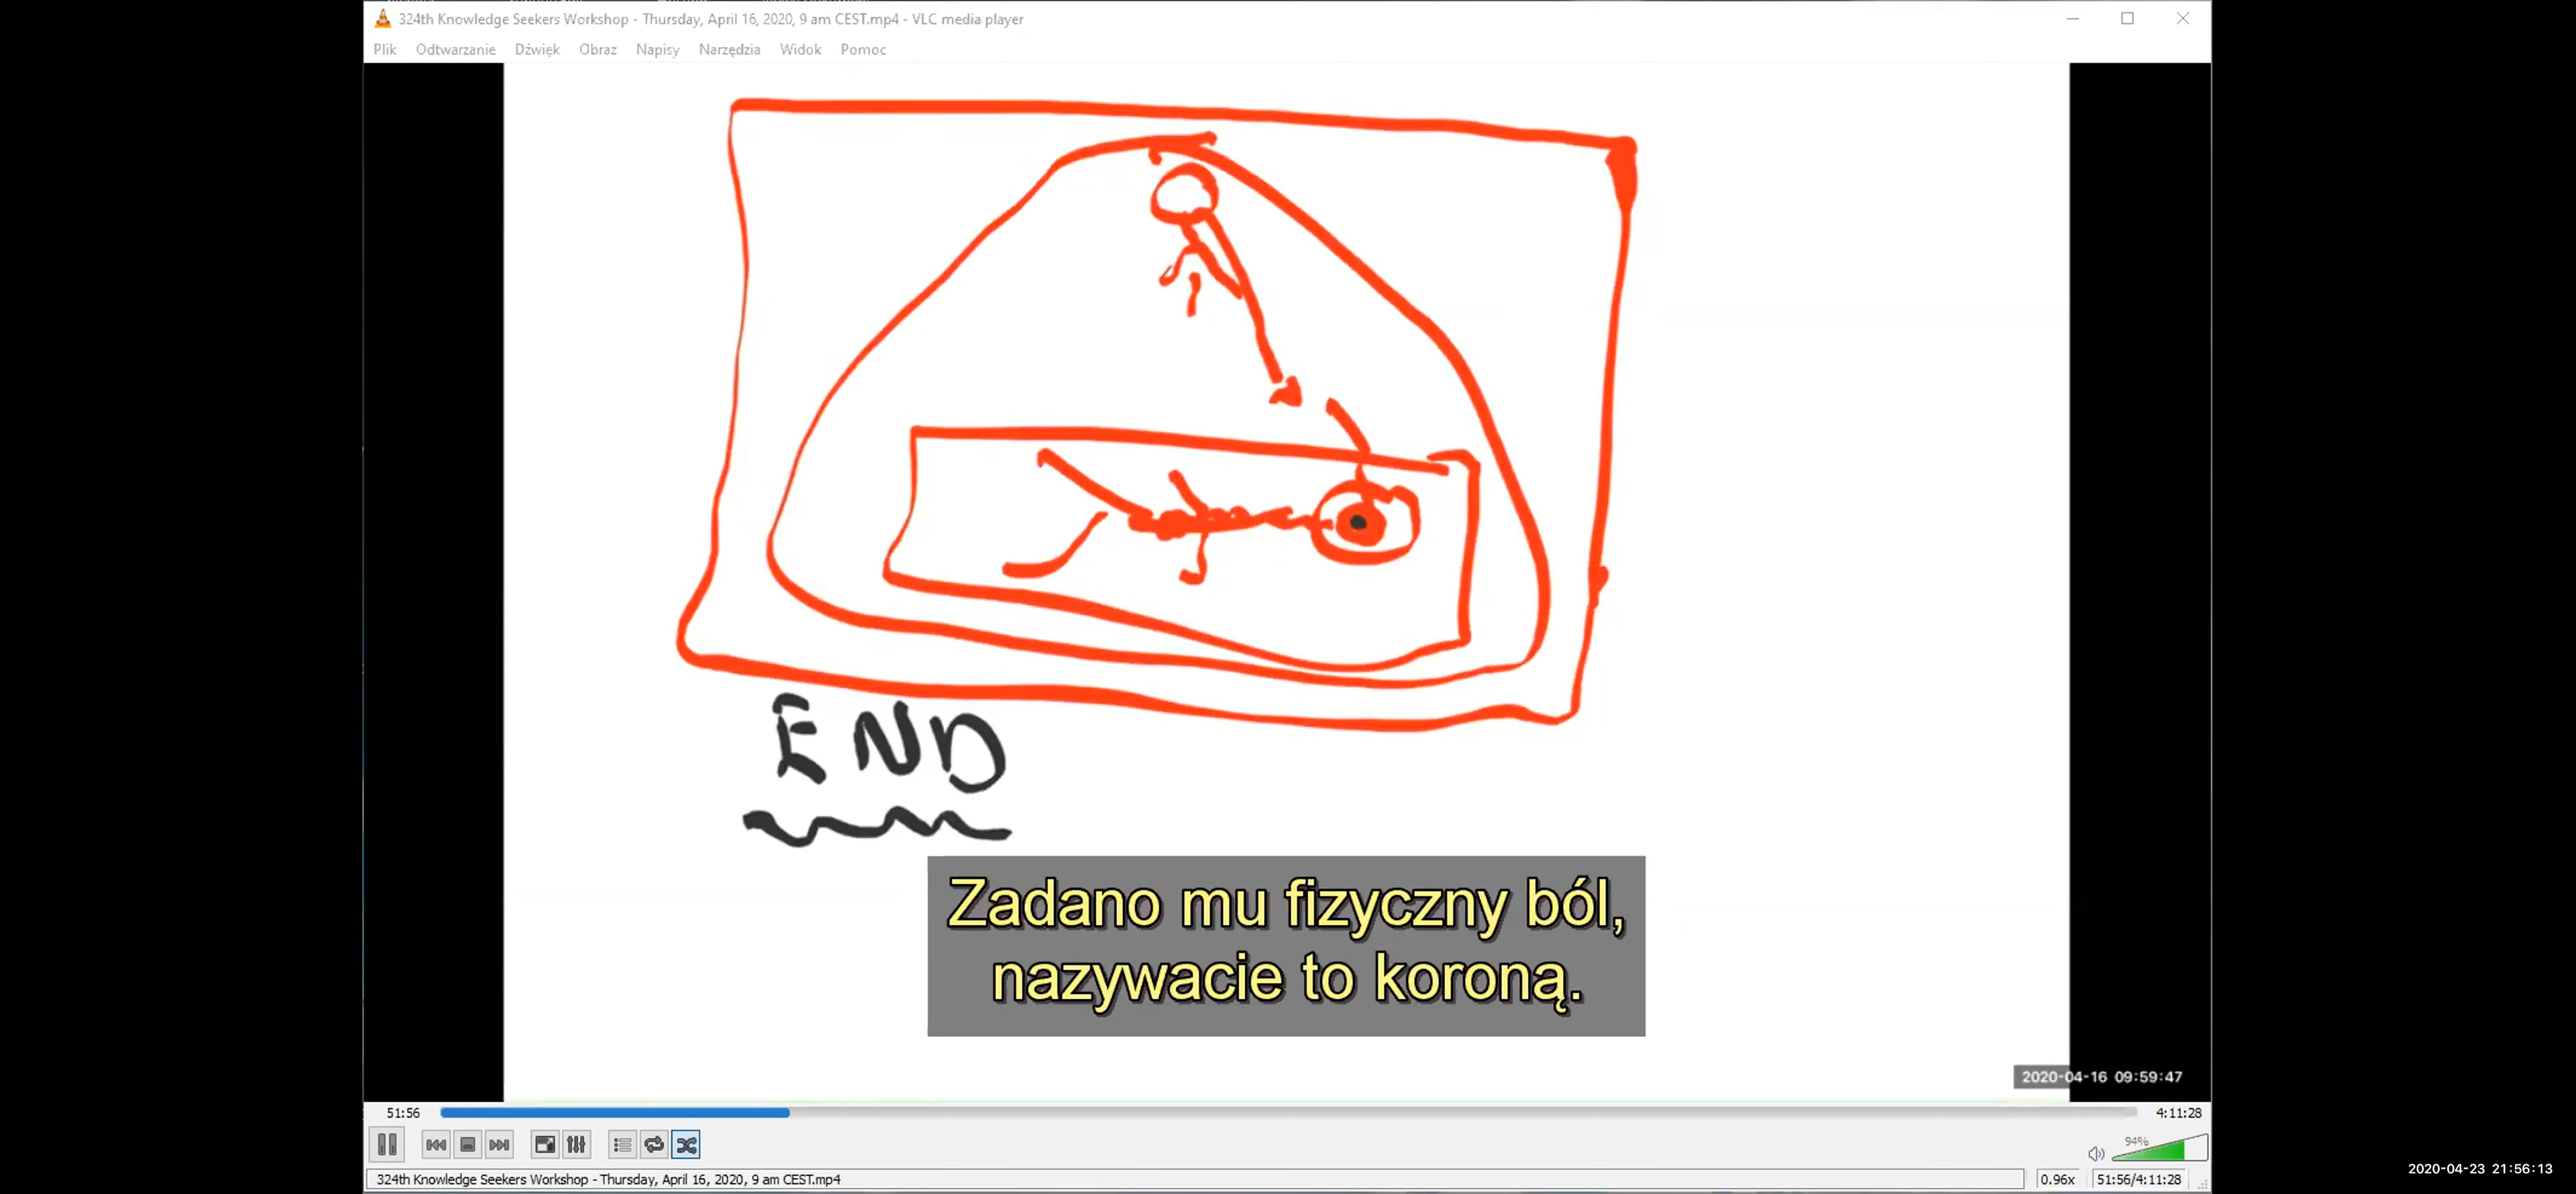 324th Knowledge Seekers Workshop - Thursday, April 16, 2020, 9 am CEST.mp4 - VLC media player
Plik Odtwarzanie Dźwięk Obraz Napisy Narzędzia Widok Pomoc
END
Zadano mu fizyczny ból,
nazywacie to koroną.
2020-04-16 09:59:47
51:56 4:11:28
94%
2020-04-23 21:56:13
324th Knowledge Seekers Workshop - Thursday, April 16, 2020, 9 am CEST.mp4 0.96x 51:56/4:11:28